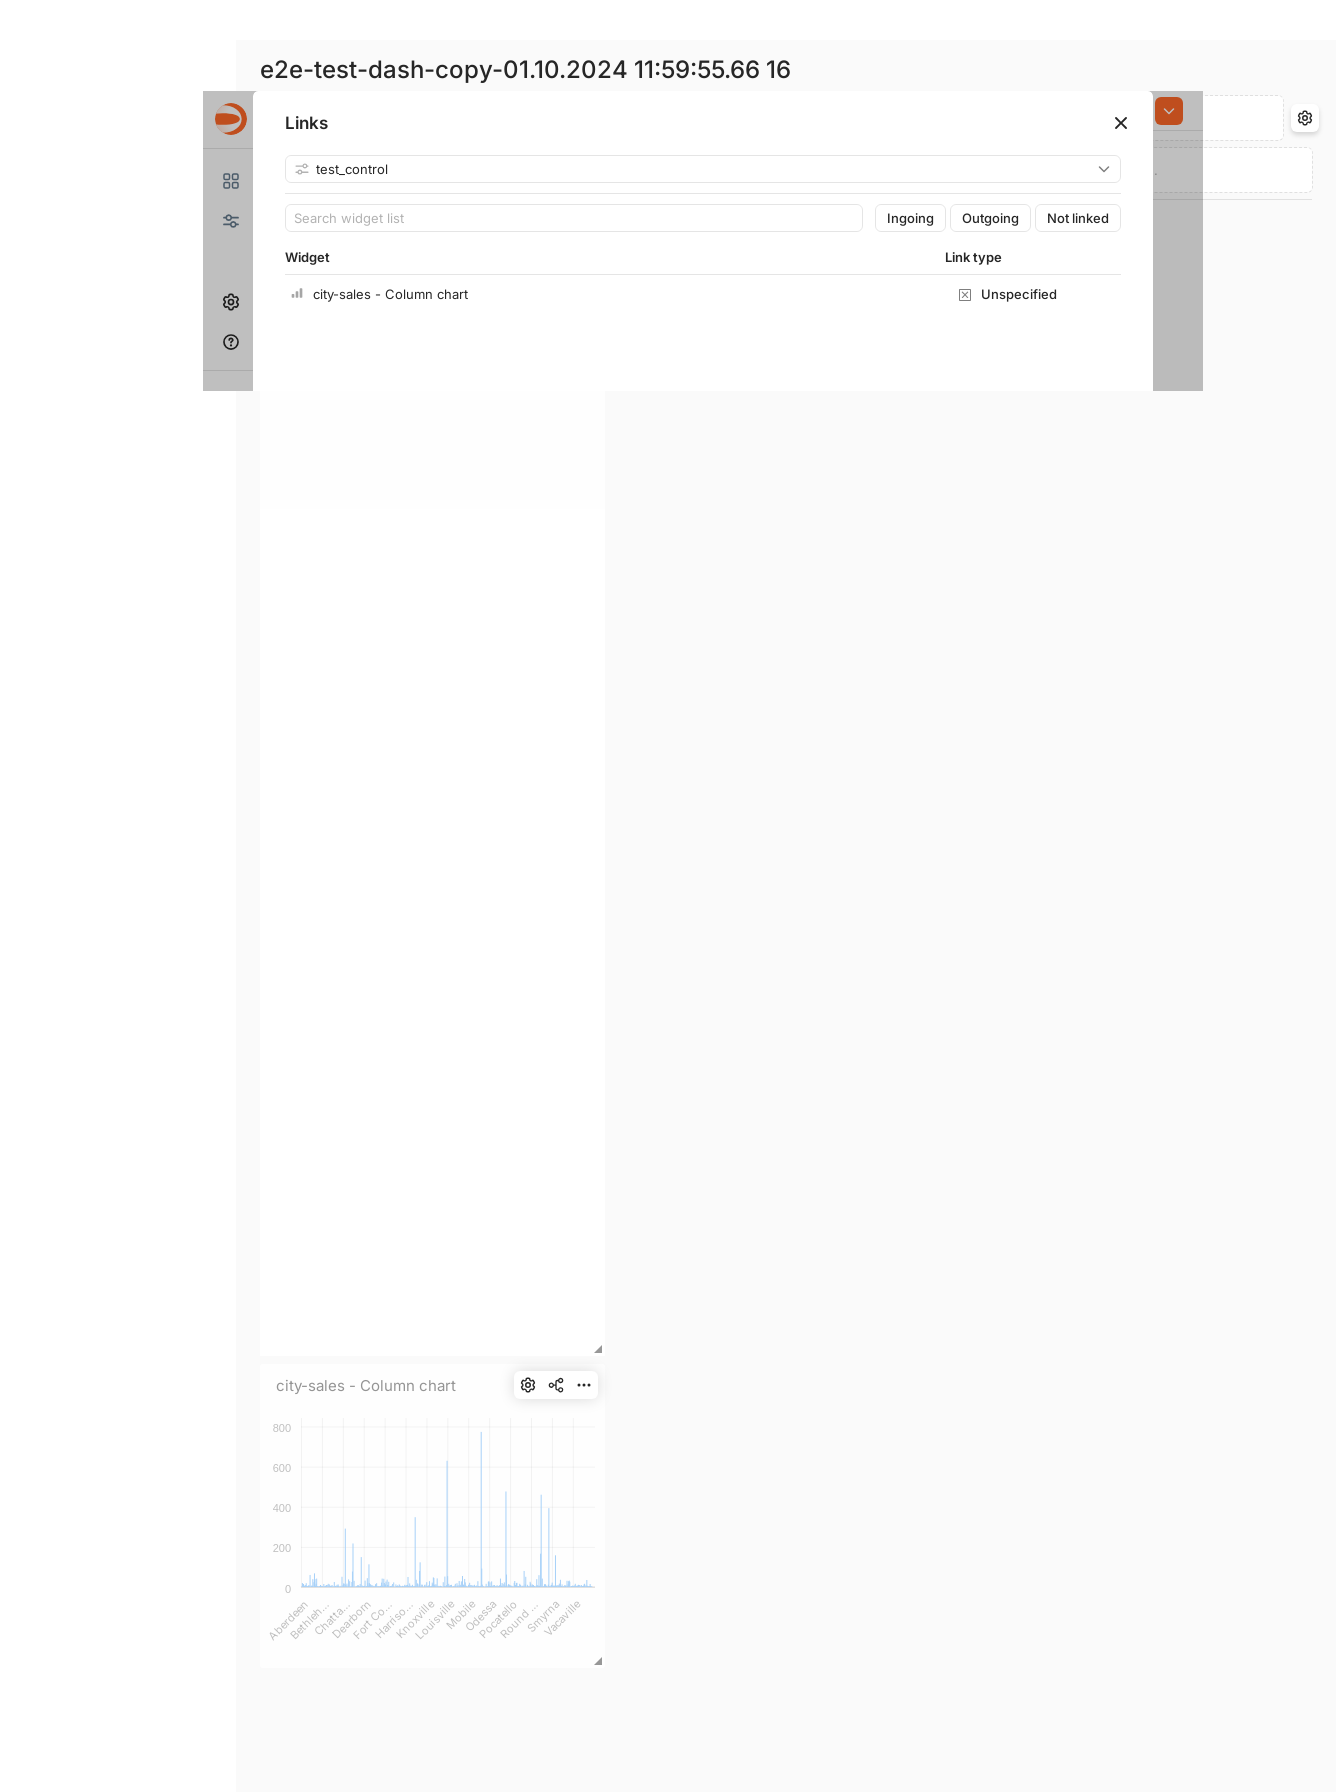 e2e-test-dash-copy-01.10.2024 11:59:55.66 16
Links
test_control
Search widget list
Ingoing
Outgoing
Not linked
Widget
Link type
city-sales - Column chart
Unspecified
city-sales - Column chart
800
600
400
200
0
Aberdeen
Bethleh...
Chatta...
Dearborn
Fort Co...
Harriso...
Knoxville
Louisville
Mobile
Odessa
Pocatello
Round ...
Smyrna
Vacaville